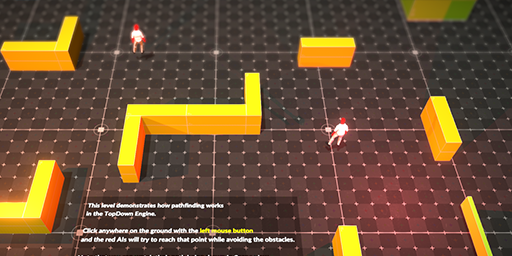 This level demonstrates how pathfinding works
in the TopDown Engine.
Click anywhere on the ground with the left mouse button
and the red AIs will try to reach that point while avoiding the obstacles.